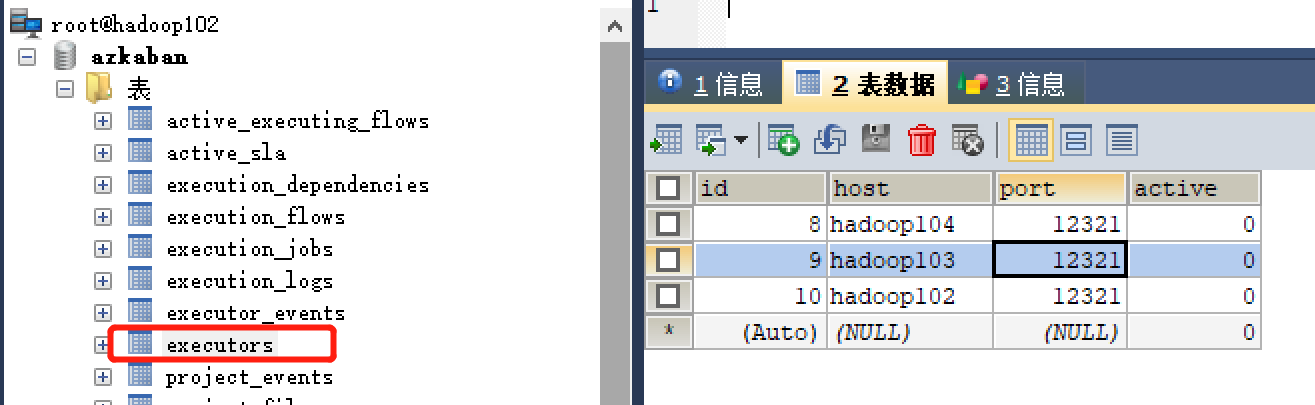 root@hadoop102
azkaban
表
active_executing_flows
active_sla
execution_dependencies
execution_flows
execution_jobs
execution_logs
executor_events
executors
project_events
1
1 信息 2 表数据 3 信息
id host port active
8 hadoop104 12321 0
9 hadoop103 12321 0
10 hadoop102 12321 0
* (Auto) (NULL) (NULL) 0